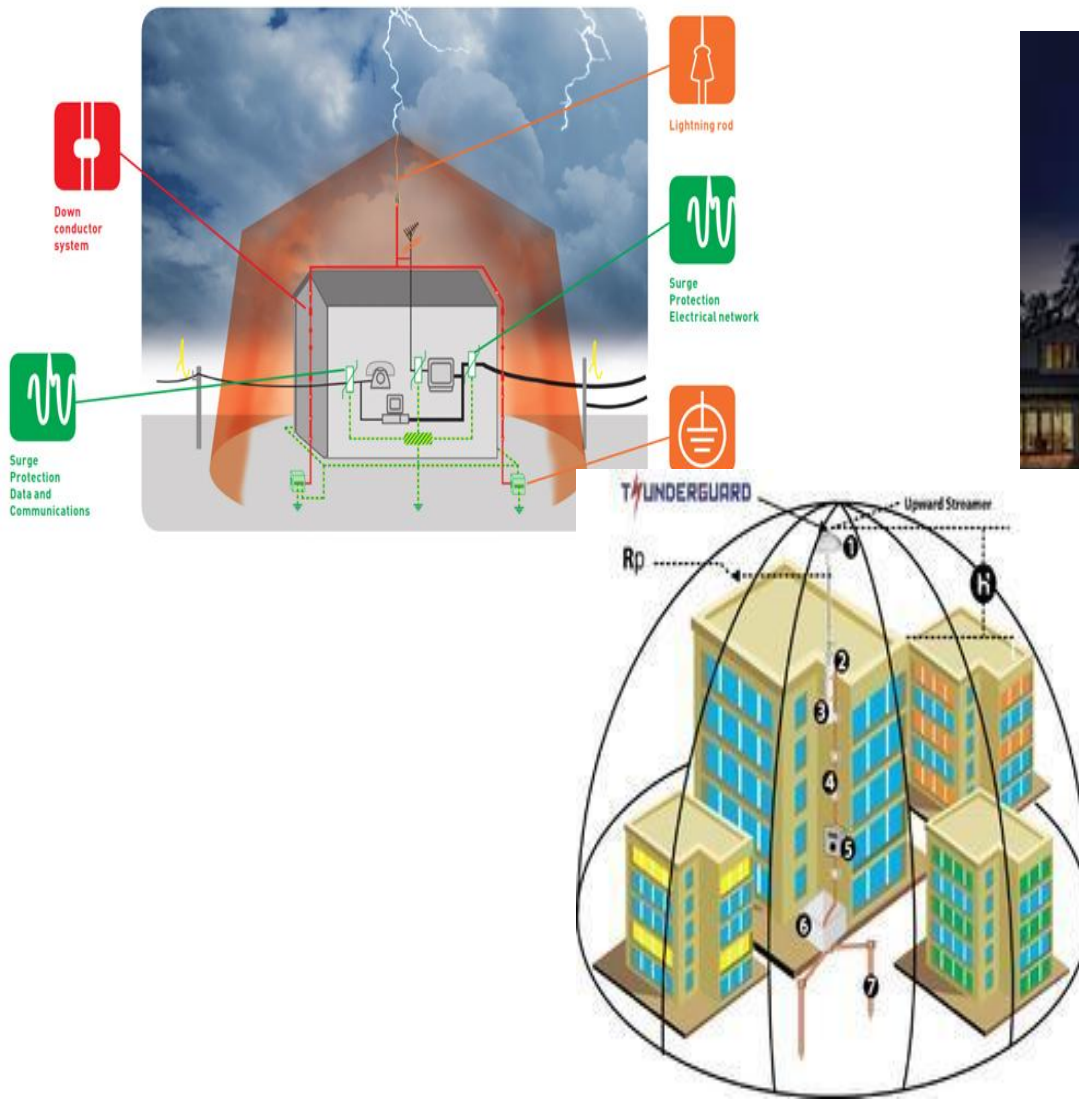 Lightning rod
Down
conductor
system
Surge
Protection
Electrical network
Surge
Protection
Data and
Communications
THUNDERGUARD
Upward Streamer
Rp
h
1
2
3
4
5
6
7